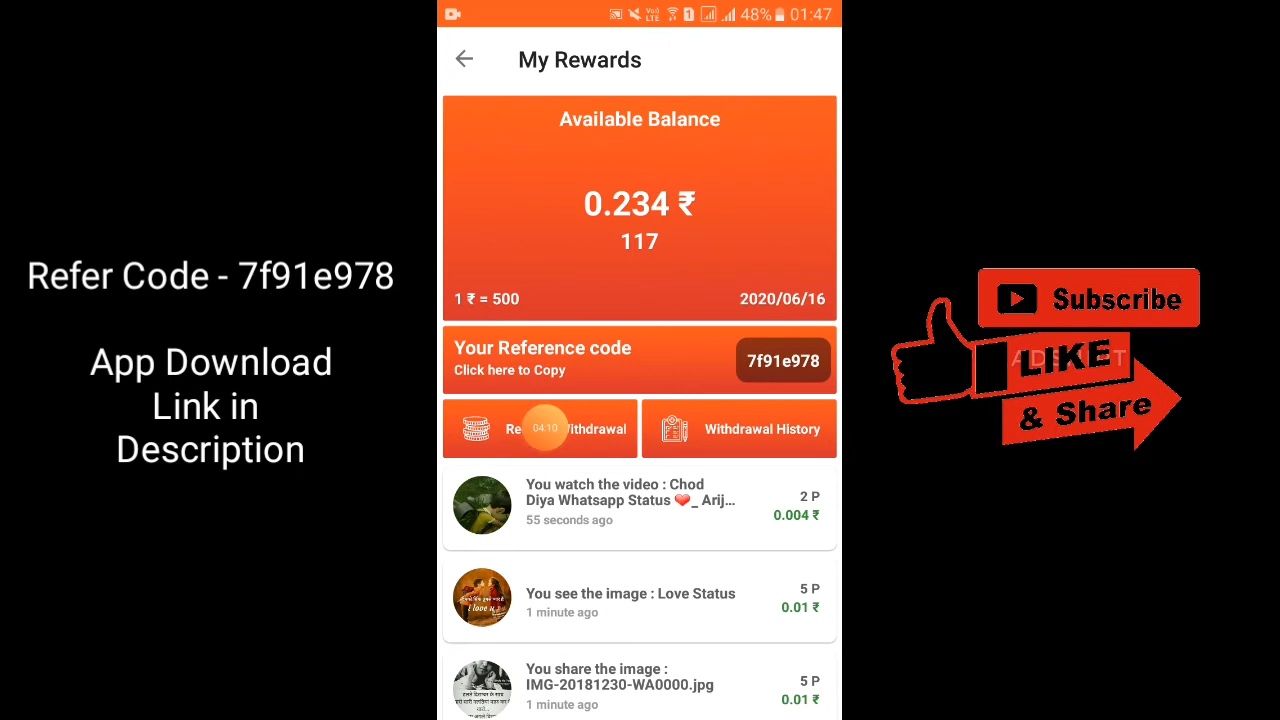 Refer Code - 7f91e978
App Download
Link in
Description
48% 01:47
My Rewards
Available Balance
0.234 ₹
117
1 ₹ = 500
2020/06/16
Your Reference code
Click here to Copy
7f91e978
04:10
Withdrawal History
You watch the video : Chod
Diya Whatsapp Status ❤️_ Arij...
55 seconds ago
2 P
0.004 ₹
You see the image : Love Status
1 minute ago
5 P
0.01 ₹
i love u
You share the image :
IMG-20181230-WA0000.jpg
1 minute ago
5 P
0.01 ₹
Subscribe
LIKE
& Share